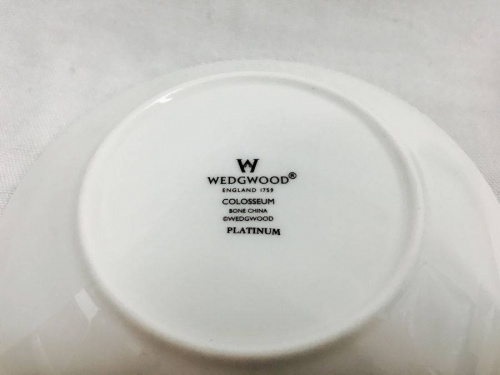 W
WEDGWOOD®
ENGLAND 1759
COLOSSEUM
BONE CHINA
©WEDGWOOD
PLATINUM